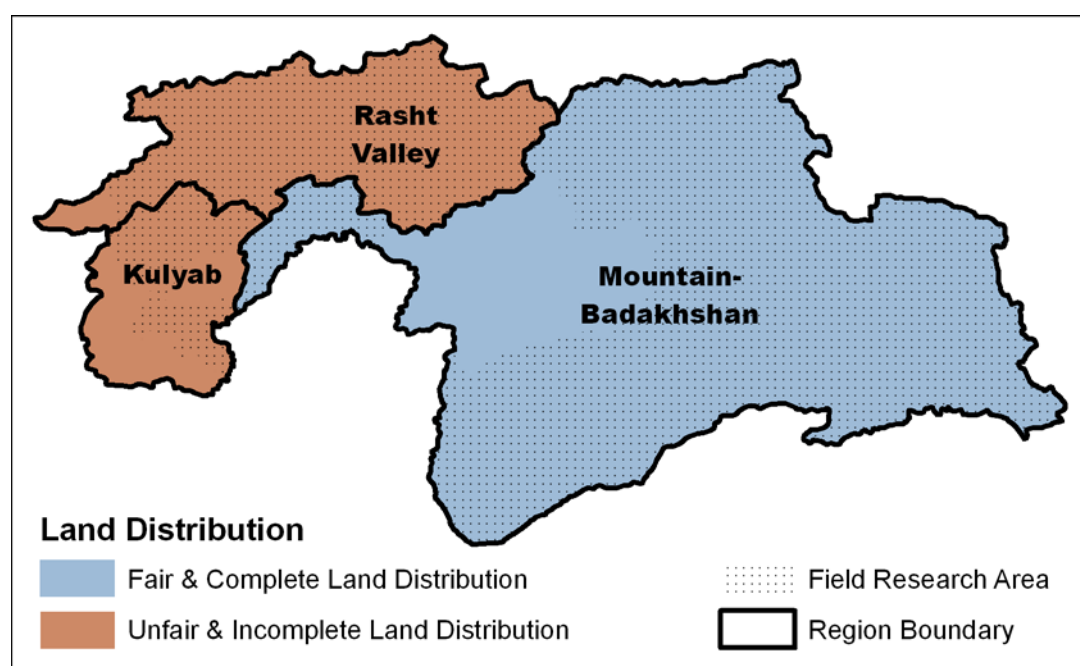 Rasht
Valley
Kulyab
Mountain-
Badakhshan
Land Distribution
Fair & Complete Land Distribution
Unfair & Incomplete Land Distribution
Field Research Area
Region Boundary